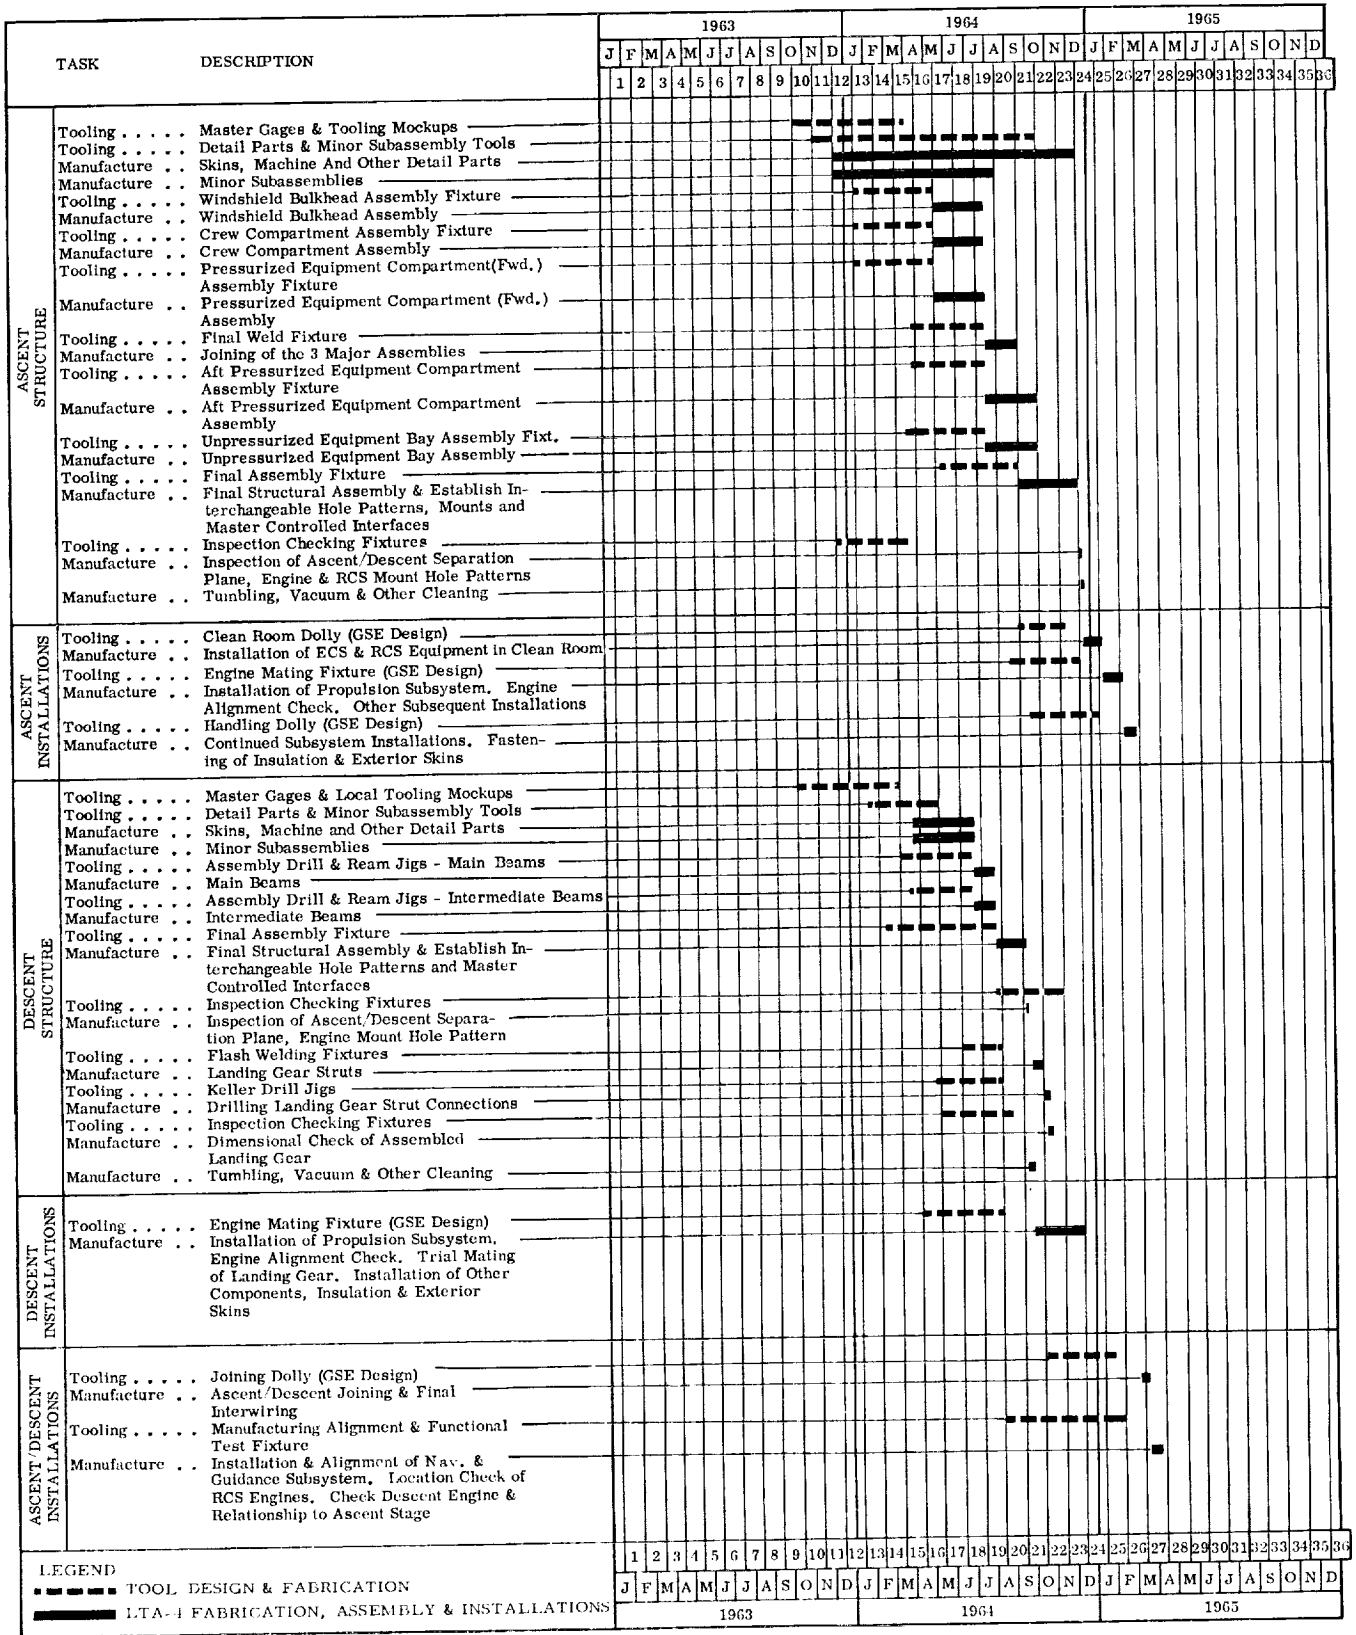 1963 1964 1965
TASK DESCRIPTION
J F M A M J J A S O N D J F M A M J J A S O N D J F M A M J J A S O N D
1 2 3 4 5 6 7 8 9 10 11 12 13 14 15 16 17 18 19 20 21 22 23 24 25 26 27 28 29 30 31 32 33 34 35 36
ASCENT
STRUCTURE
Tooling . . . . . Master Gages & Tooling Mockups
Tooling . . . . . Detail Parts & Minor Subassembly Tools
Manufacture . . Skins, Machine And Other Detail Parts
Manufacture . . Minor Subassemblies
Tooling . . . . . Windshield Bulkhead Assembly Fixture
Manufacture . . Windshield Bulkhead Assembly
Tooling . . . . . Crew Compartment Assembly Fixture
Manufacture . . Crew Compartment Assembly
Tooling . . . . . Pressurized Equipment Compartment(Fwd.)
Assembly Fixture
Manufacture . . Pressurized Equipment Compartment (Fwd.)
Assembly
Tooling . . . . . Final Weld Fixture
Manufacture . . Joining of the 3 Major Assemblies
Tooling . . . . . Aft Pressurized Equipment Compartment
Assembly Fixture
Manufacture . . Aft Pressurized Equipment Compartment
Assembly
Tooling . . . . . Unpressurized Equipment Bay Assembly Fixt.
Manufacture . . Unpressurized Equipment Bay Assembly
Tooling . . . . . Final Assembly Fixture
Manufacture . . Final Structural Assembly & Establish In-
terchangeable Hole Patterns, Mounts and
Master Controlled Interfaces
Tooling . . . . . Inspection Checking Fixtures
Manufacture . . Inspection of Ascent/Descent Separation
Plane, Engine & RCS Mount Hole Patterns
Manufacture . . Tumbling, Vacuum & Other Cleaning
ASCENT
INSTALLATIONS
Tooling . . . . . Clean Room Dolly (GSE Design)
Manufacture . . Installation of ECS & RCS Equipment in Clean Room
Tooling . . . . . Engine Mating Fixture (GSE Design)
Manufacture . . Installation of Propulsion Subsystem. Engine
Alignment Check. Other Subsequent Installations
Tooling . . . . . Handling Dolly (GSE Design)
Manufacture . . Continued Subsystem Installations. Fasten-
ing of Insulation & Exterior Skins
DESCENT
STRUCTURE
Tooling . . . . . Master Gages & Local Tooling Mockups
Tooling . . . . . Detail Parts & Minor Subassembly Tools
Manufacture . . Skins, Machine and Other Detail Parts
Manufacture . . Minor Subassemblies
Tooling . . . . . Assembly Drill & Ream Jigs - Main Beams
Manufacture . . Main Beams
Tooling . . . . . Assembly Drill & Ream Jigs - Intermediate Beams
Manufacture . . Intermediate Beams
Tooling . . . . . Final Assembly Fixture
Manufacture . . Final Structural Assembly & Establish In-
terchangeable Hole Patterns and Master
Controlled Interfaces
Tooling . . . . . Inspection Checking Fixtures
Manufacture . . Inspection of Ascent/Descent Separa-
tion Plane, Engine Mount Hole Pattern
Tooling . . . . . Flash Welding Fixtures
Manufacture . . Landing Gear Struts
Tooling . . . . . Keller Drill Jigs
Manufacture . . Drilling Landing Gear Strut Connections
Tooling . . . . . Inspection Checking Fixtures
Manufacture . . Dimensional Check of Assembled
Landing Gear
Manufacture . . Tumbling, Vacuum & Other Cleaning
DESCENT
INSTALLATIONS
Tooling . . . . . Engine Mating Fixture (GSE Design)
Manufacture . . Installation of Propulsion Subsystem.
Engine Alignment Check. Trial Mating
of Landing Gear. Installation of Other
Components, Insulation & Exterior
Skins
ASCENT/DESCENT
INSTALLATIONS
Tooling . . . . . Joining Dolly (GSE Design)
Manufacture . . Ascent/Descent Joining & Final
Interwiring
Tooling . . . . . Manufacturing Alignment & Functional
Test Fixture
Manufacture . . Installation & Alignment of Nav. &
Guidance Subsystem. Location Check of
RCS Engines. Check Descent Engine &
Relationship to Ascent Stage
1 2 3 4 5 6 7 8 9 10 11 12 13 14 15 16 17 18 19 20 21 22 23 24 25 26 27 28 29 30 31 32 33 34 35 36
J F M A M J J A S O N D J F M A M J J A S O N D J F M A M J J A S O N D
1963 1964 1965
LEGEND
TOOL DESIGN & FABRICATION
LTA-4 FABRICATION, ASSEMBLY & INSTALLATIONS